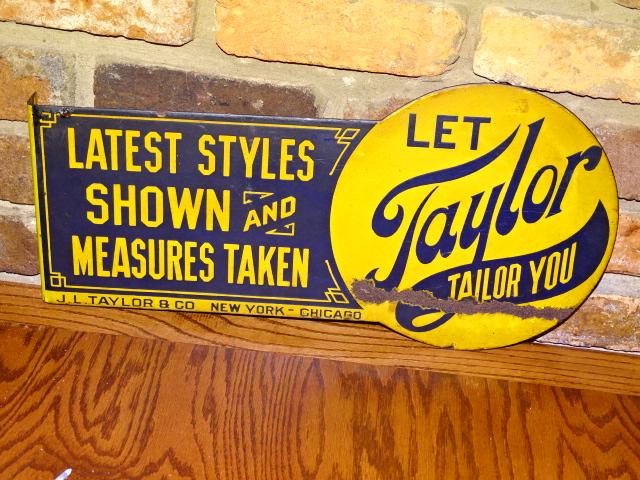 LATEST STYLES
SHOWN AND
MEASURES TAKEN
J.L.TAYLOR & CO NEW YORK - CHICAGO
LET
Taylor
TAILOR YOU